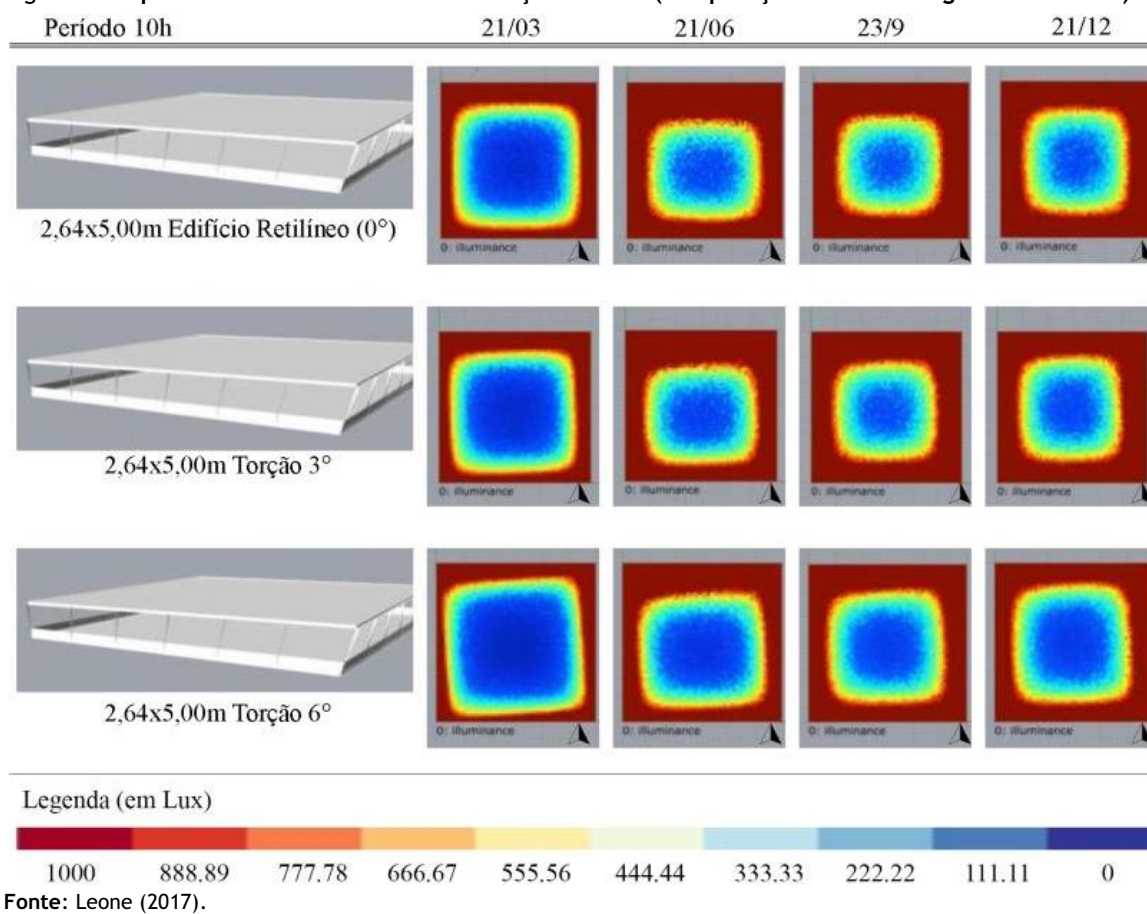 Período 10h 21/03 21/06 23/9 21/12
2,64x5,00m Edifício Retilíneo (0°)
0: illuminance 0: illuminance 0: illuminance 0: illuminance
2,64x5,00m Torção 3°
0: illuminance 0: illuminance 0: illuminance 0: illuminance
2,64x5,00m Torção 6°
0: illuminance 0: illuminance 0: illuminance 0: illuminance
Legenda (em Lux)
1000 888.89 777.78 666.67 555.56 444.44 333.33 222.22 111.11 0
Fonte: Leone (2017).